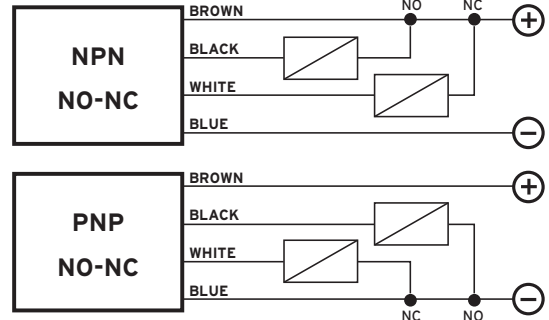 NO NC
BROWN
+
BLACK
NPN
NO-NC
WHITE
BLUE
−
BROWN
+
BLACK
PNP
NO-NC
WHITE
BLUE
−
NC NO